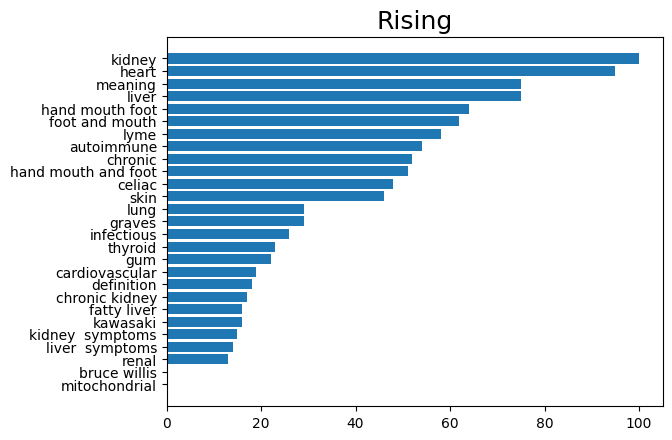 Rising
kidney
heart
meaning
liver
hand mouth foot
foot and mouth
lyme
autoimmune
chronic
hand mouth and foot
celiac
skin
lung
graves
infectious
thyroid
gum
cardiovascular
definition
chronic kidney
fatty liver
kawasaki
kidney  symptoms
liver  symptoms
renal
bruce willis
mitochondrial
0 20 40 60 80 100